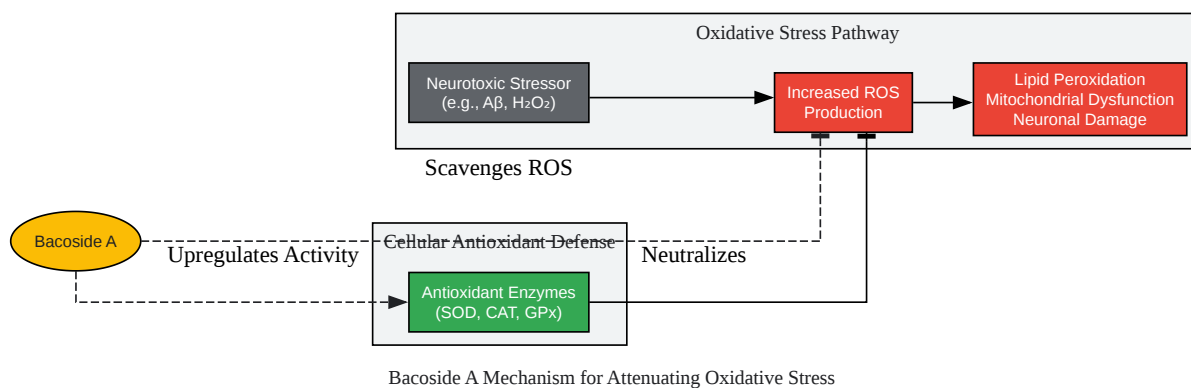 Oxidative Stress Pathway
Neurotoxic Stressor
(e.g., Aβ, H₂O₂)
Increased ROS
Production
Lipid Peroxidation
Mitochondrial Dysfunction
Neuronal Damage
Scavenges ROS
Bacoside A
Cellular Antioxidant Defense
Upregulates Activity
Neutralizes
Antioxidant Enzymes
(SOD, CAT, GPx)
Bacoside A Mechanism for Attenuating Oxidative Stress